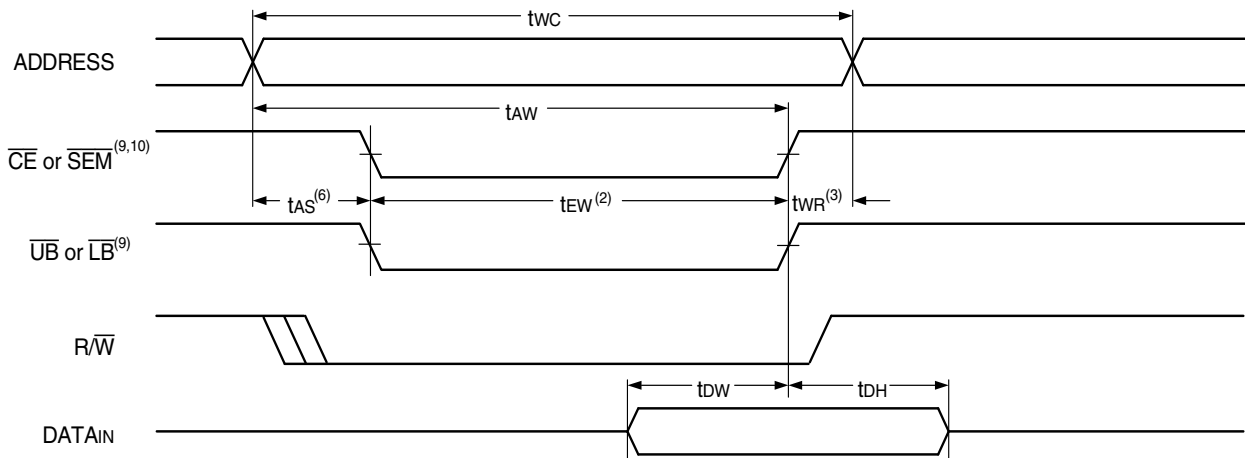 tWC
ADDRESS
tAW
CE or SEM(9,10)
tAS(6)
tEW(2)
tWR(3)
UB or LB(9)
R/W
tDW
tDH
DATAIN